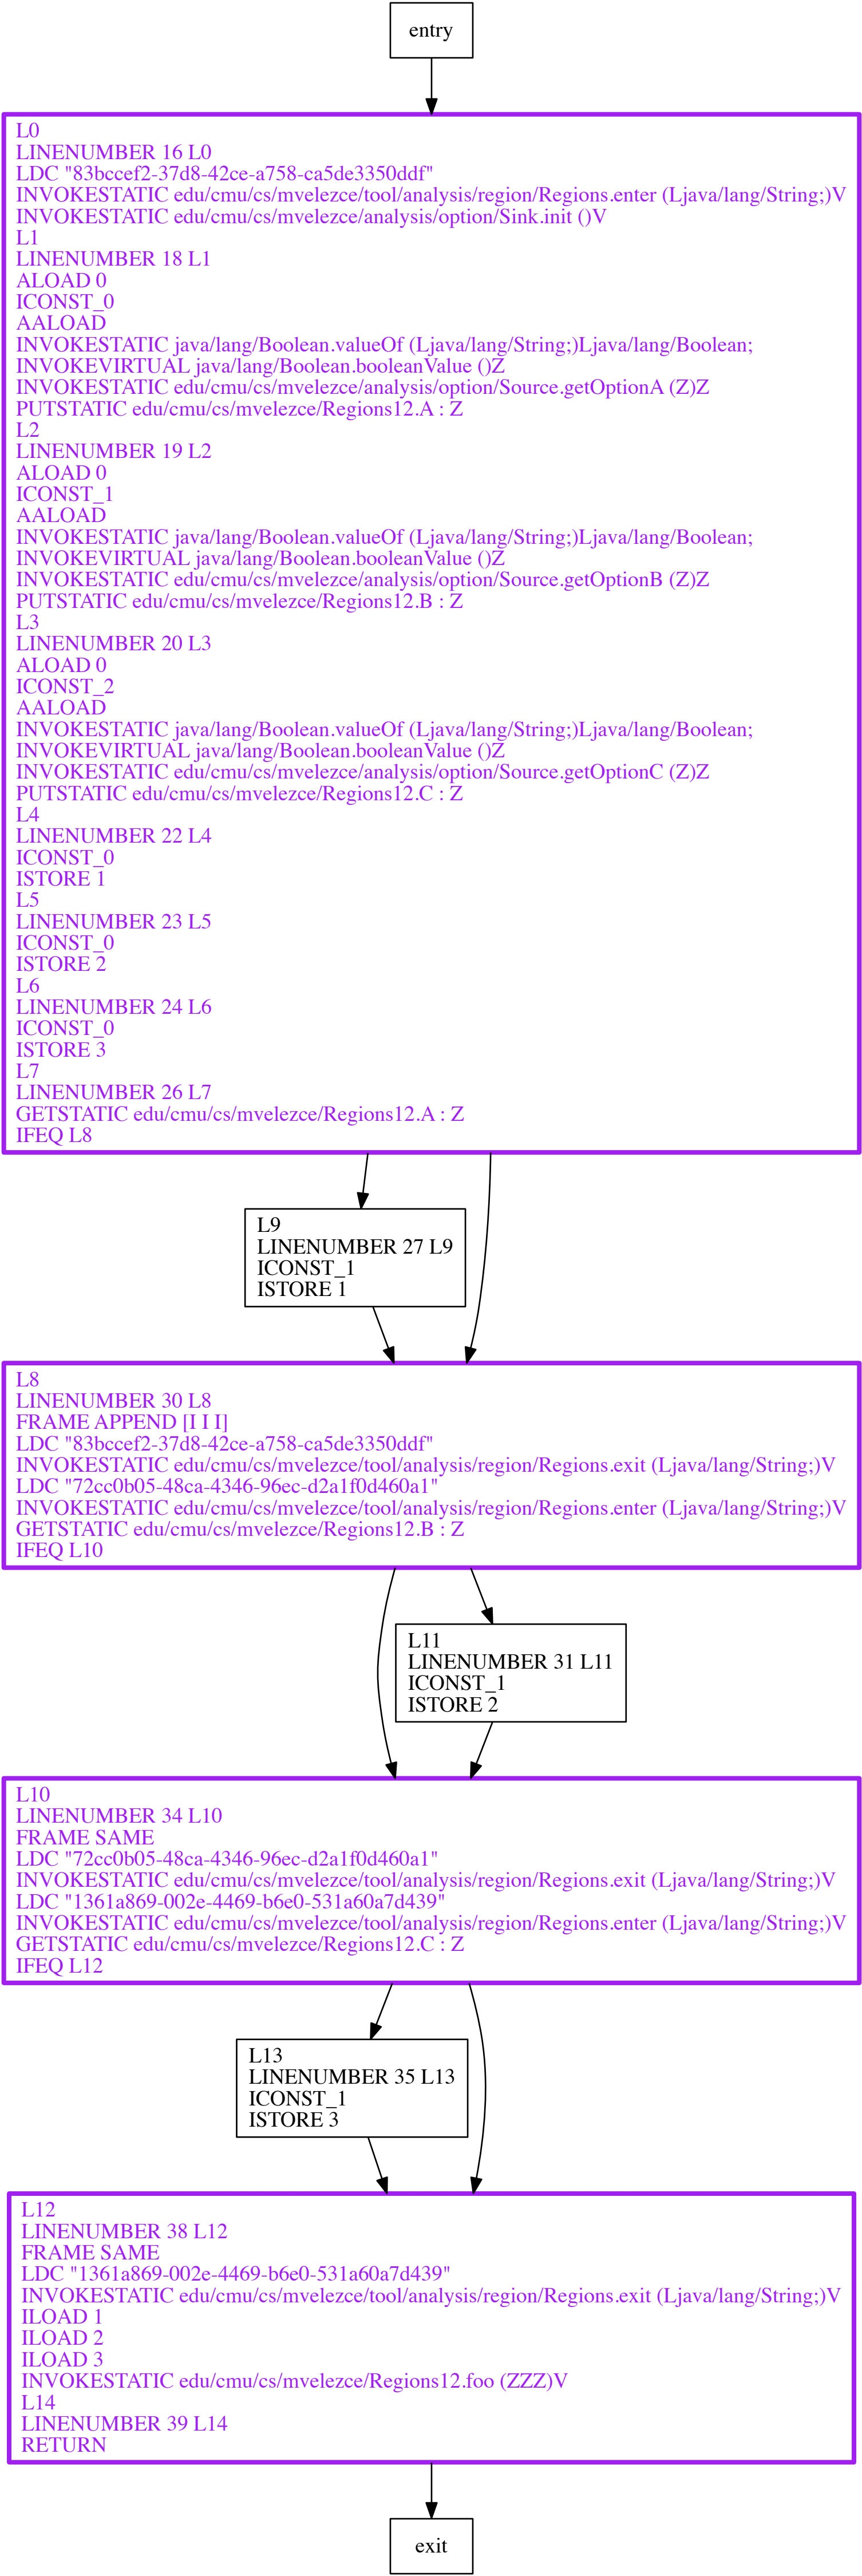 entry
L0
LINENUMBER 16 L0
LDC "83bccef2-37d8-42ce-a758-ca5de3350ddf"
INVOKESTATIC edu/cmu/cs/mvelezce/tool/analysis/region/Regions.enter (Ljava/lang/String;)V
INVOKESTATIC edu/cmu/cs/mvelezce/analysis/option/Sink.init ()V
L1
LINENUMBER 18 L1
ALOAD 0
ICONST_0
AALOAD
INVOKESTATIC java/lang/Boolean.valueOf (Ljava/lang/String;)Ljava/lang/Boolean;
INVOKEVIRTUAL java/lang/Boolean.booleanValue ()Z
INVOKESTATIC edu/cmu/cs/mvelezce/analysis/option/Source.getOptionA (Z)Z
PUTSTATIC edu/cmu/cs/mvelezce/Regions12.A : Z
L2
LINENUMBER 19 L2
ALOAD 0
ICONST_1
AALOAD
INVOKESTATIC java/lang/Boolean.valueOf (Ljava/lang/String;)Ljava/lang/Boolean;
INVOKEVIRTUAL java/lang/Boolean.booleanValue ()Z
INVOKESTATIC edu/cmu/cs/mvelezce/analysis/option/Source.getOptionB (Z)Z
PUTSTATIC edu/cmu/cs/mvelezce/Regions12.B : Z
L3
LINENUMBER 20 L3
ALOAD 0
ICONST_2
AALOAD
INVOKESTATIC java/lang/Boolean.valueOf (Ljava/lang/String;)Ljava/lang/Boolean;
INVOKEVIRTUAL java/lang/Boolean.booleanValue ()Z
INVOKESTATIC edu/cmu/cs/mvelezce/analysis/option/Source.getOptionC (Z)Z
PUTSTATIC edu/cmu/cs/mvelezce/Regions12.C : Z
L4
LINENUMBER 22 L4
ICONST_0
ISTORE 1
L5
LINENUMBER 23 L5
ICONST_0
ISTORE 2
L6
LINENUMBER 24 L6
ICONST_0
ISTORE 3
L7
LINENUMBER 26 L7
GETSTATIC edu/cmu/cs/mvelezce/Regions12.A : Z
IFEQ L8
L9
LINENUMBER 27 L9
ICONST_1
ISTORE 1
L8
LINENUMBER 30 L8
FRAME APPEND [I I I]
LDC "83bccef2-37d8-42ce-a758-ca5de3350ddf"
INVOKESTATIC edu/cmu/cs/mvelezce/tool/analysis/region/Regions.exit (Ljava/lang/String;)V
LDC "72cc0b05-48ca-4346-96ec-d2a1f0d460a1"
INVOKESTATIC edu/cmu/cs/mvelezce/tool/analysis/region/Regions.enter (Ljava/lang/String;)V
GETSTATIC edu/cmu/cs/mvelezce/Regions12.B : Z
IFEQ L10
L11
LINENUMBER 31 L11
ICONST_1
ISTORE 2
L10
LINENUMBER 34 L10
FRAME SAME
LDC "72cc0b05-48ca-4346-96ec-d2a1f0d460a1"
INVOKESTATIC edu/cmu/cs/mvelezce/tool/analysis/region/Regions.exit (Ljava/lang/String;)V
LDC "1361a869-002e-4469-b6e0-531a60a7d439"
INVOKESTATIC edu/cmu/cs/mvelezce/tool/analysis/region/Regions.enter (Ljava/lang/String;)V
GETSTATIC edu/cmu/cs/mvelezce/Regions12.C : Z
IFEQ L12
L13
LINENUMBER 35 L13
ICONST_1
ISTORE 3
L12
LINENUMBER 38 L12
FRAME SAME
LDC "1361a869-002e-4469-b6e0-531a60a7d439"
INVOKESTATIC edu/cmu/cs/mvelezce/tool/analysis/region/Regions.exit (Ljava/lang/String;)V
ILOAD 1
ILOAD 2
ILOAD 3
INVOKESTATIC edu/cmu/cs/mvelezce/Regions12.foo (ZZZ)V
L14
LINENUMBER 39 L14
RETURN
exit